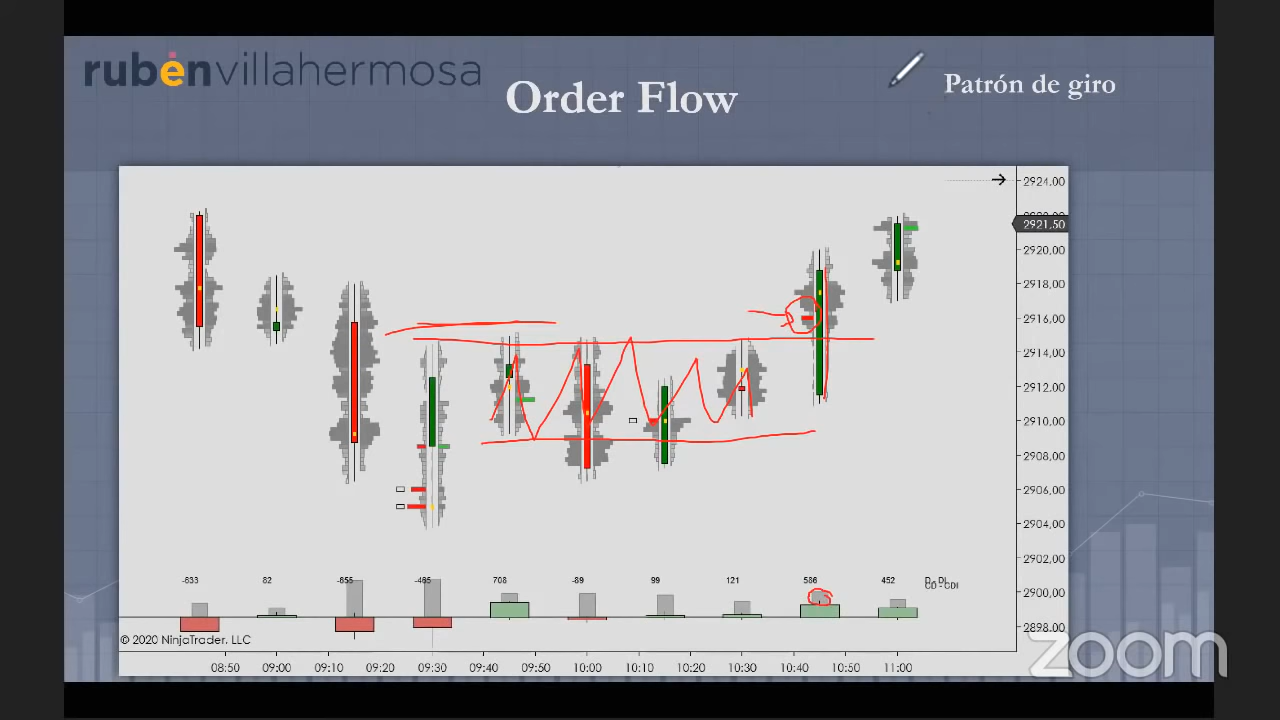 rubén villahermosa
Order Flow
Patrón de giro
2924,00
2921,50
2920,00
2918,00
2916,00
2914,00
2912,00
2910,00
2908,00
2906,00
2904,00
2902,00
2900,00
2898,00
-633 82 -855 -485 708 -89 99 121 586 452
© 2020 NinjaTrader, LLC
08:50 09:00 09:10 09:20 09:30 09:40 09:50 10:00 10:10 10:20 10:30 10:40 10:50 11:00
zoom